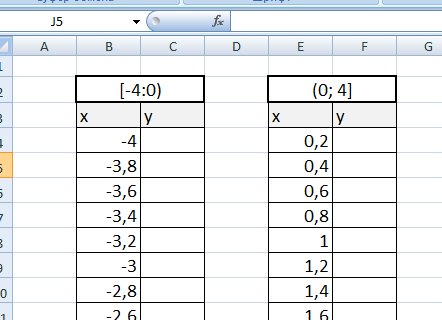 J5 fx
A B C D E F G
1
2 [-4:0) (0; 4]
3 x y x y
4 -4 0,2
5 -3,8 0,4
6 -3,6 0,6
7 -3,4 0,8
8 -3,2 1
9 -3 1,2
0 -2,8 1,4
1 -2,6 1,6